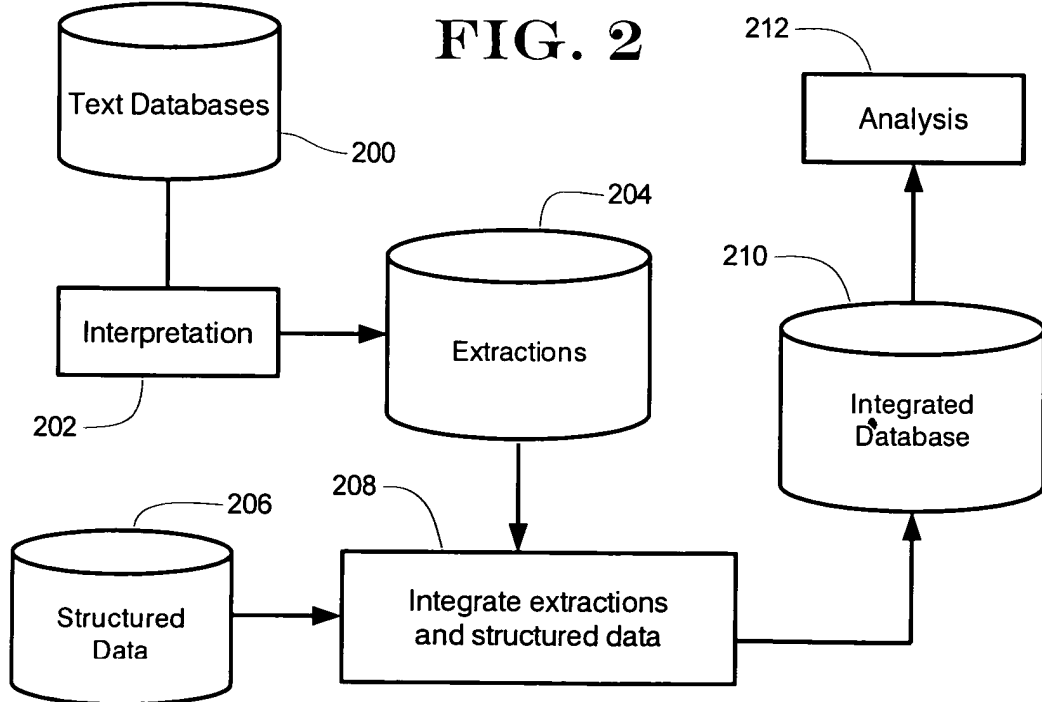 FIG. 2
212
Text Databases
Analysis
200
204
210
Interpretation
Extractions
202
Integrated
Database
208
206
Structured
Data
Integrate extractions
and structured data